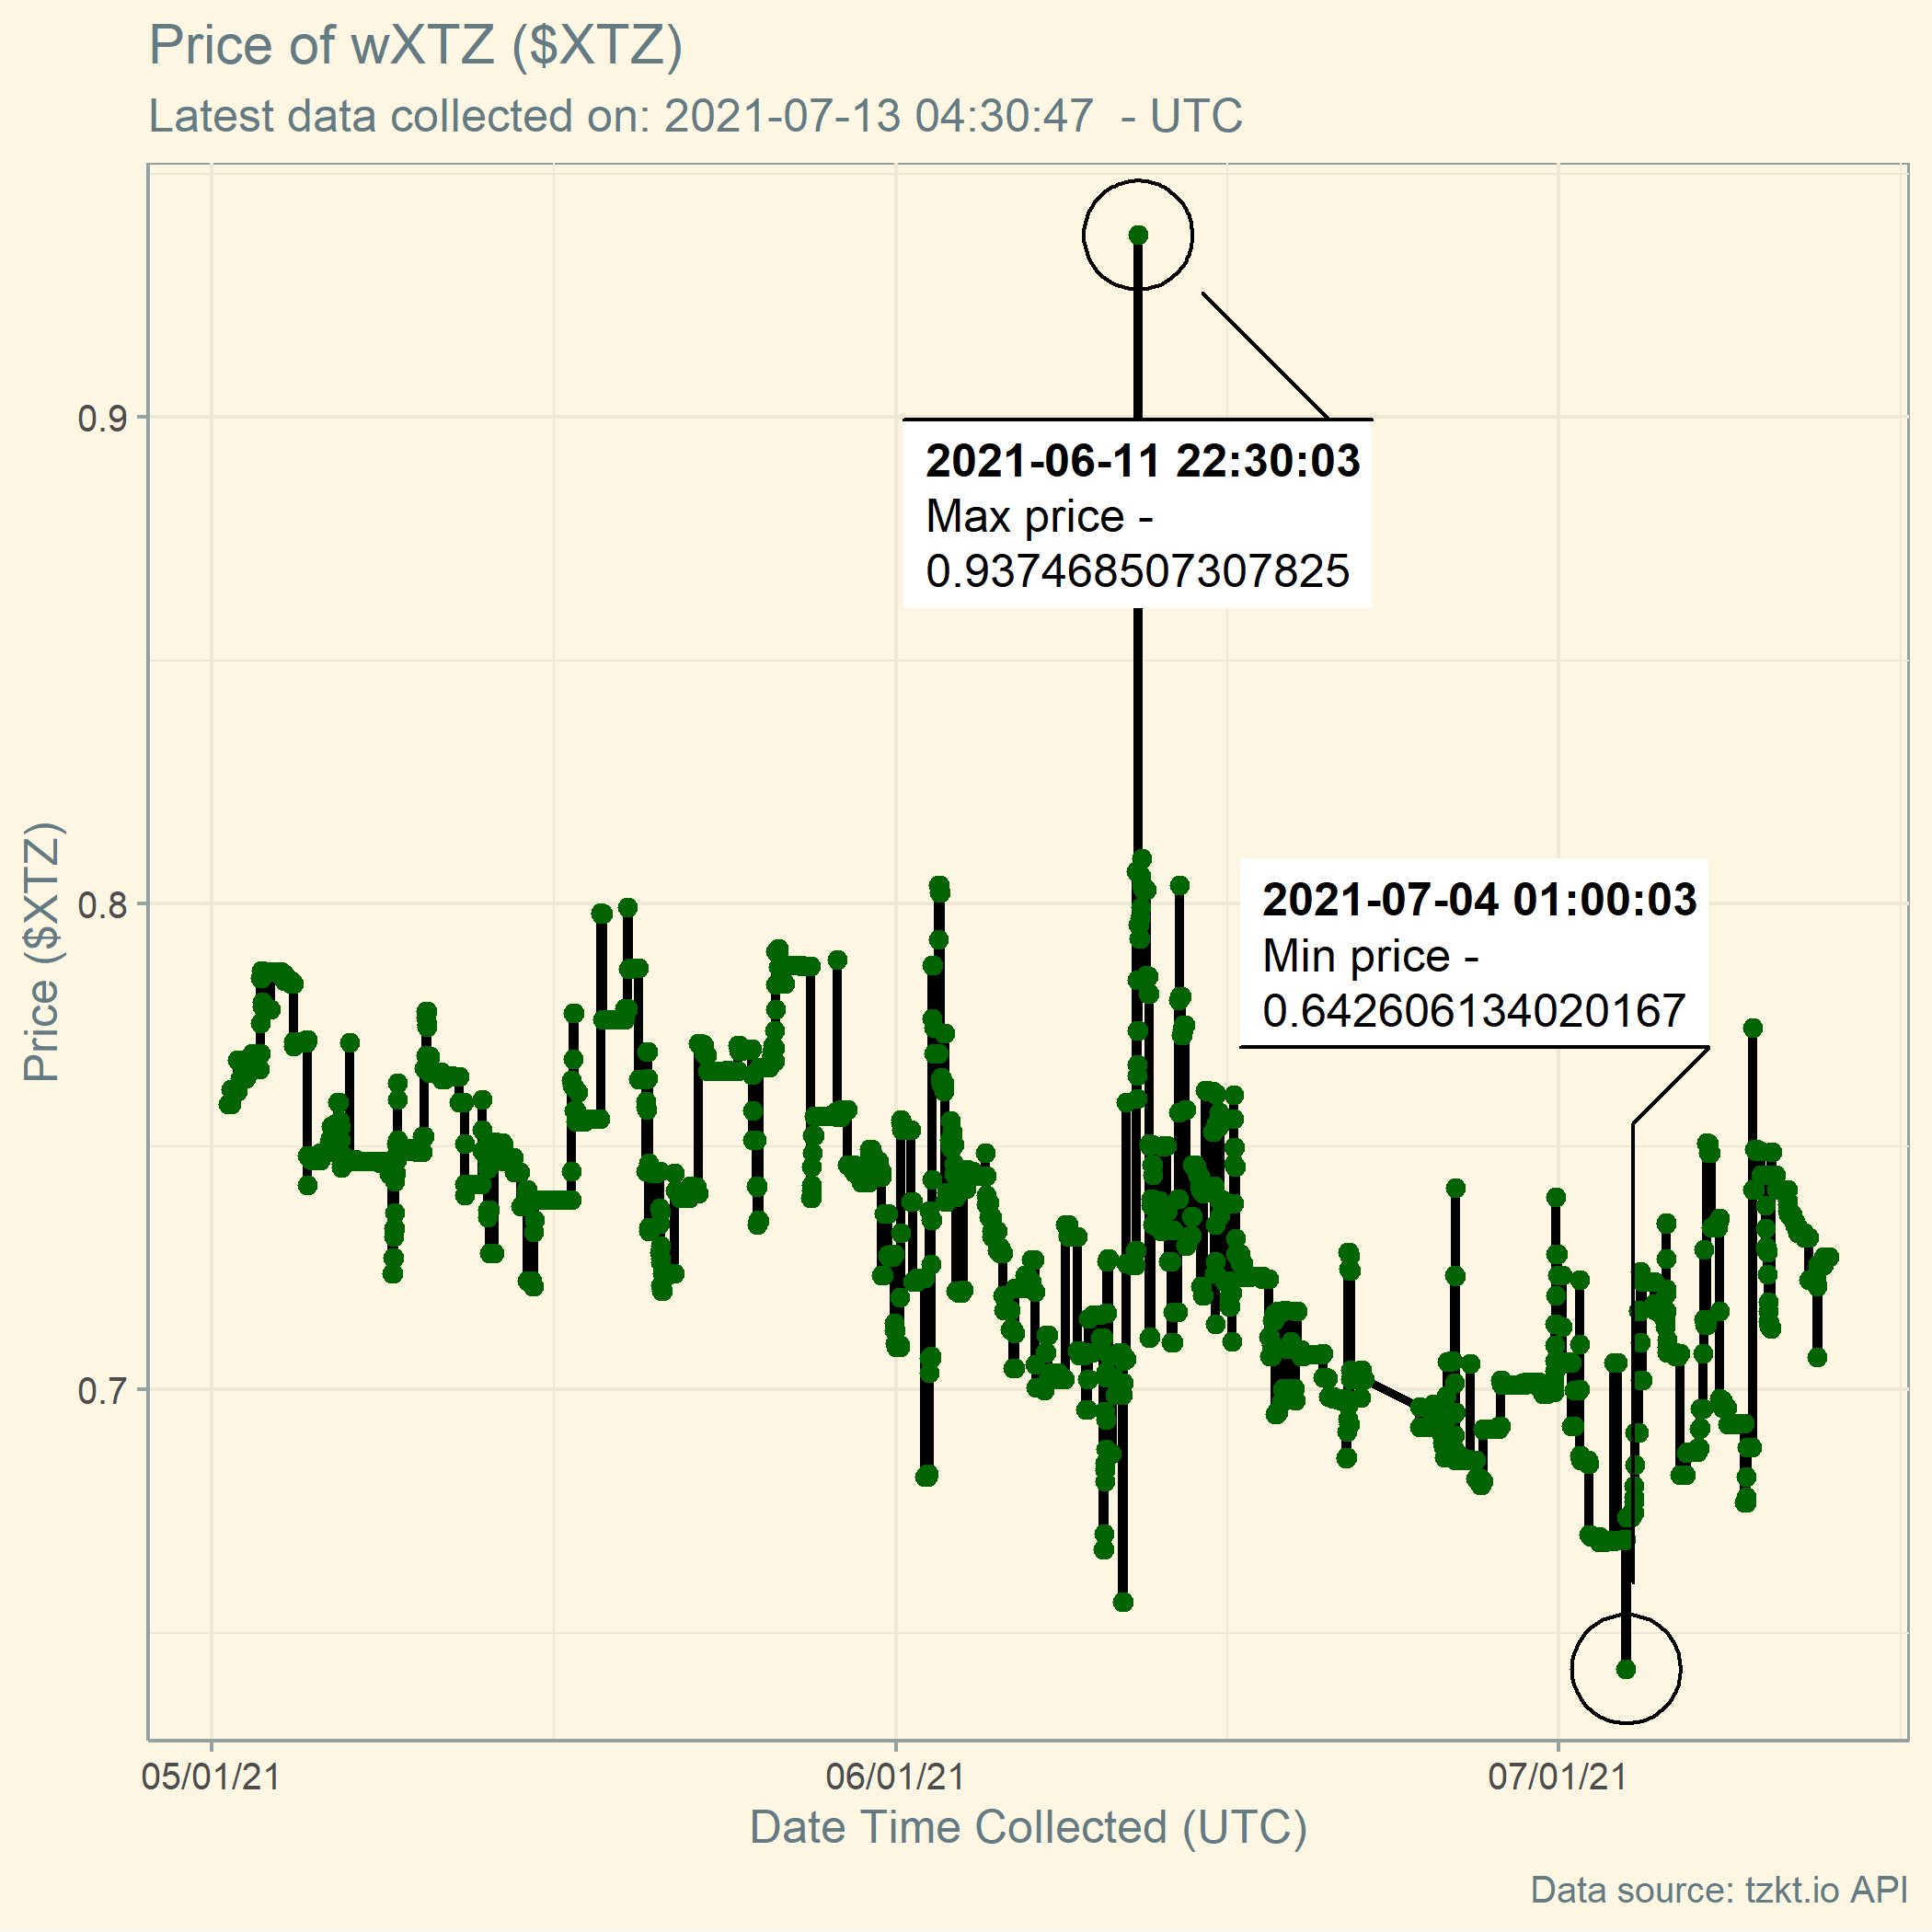 Price of wXTZ ($XTZ)
Latest data collected on: 2021-07-13 04:30:47  - UTC
Price ($XTZ)
0.9
0.8
0.7
2021-06-11 22:30:03
Max price -
0.937468507307825
2021-07-04 01:00:03
Min price -
0.642606134020167
05/01/21
06/01/21
07/01/21
Date Time Collected (UTC)
Data source: tzkt.io API